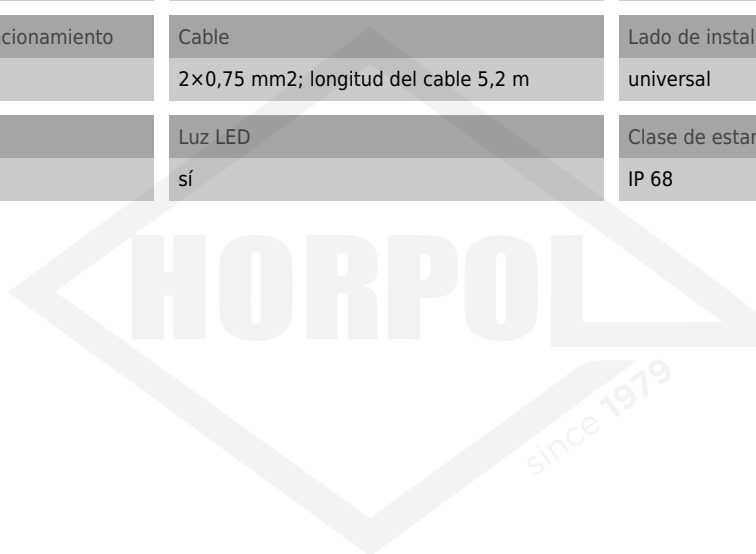 cionamiento
Cable
Lado de instal
2×0,75 mm2; longitud del cable 5,2 m
universal
Luz LED
Clase de estan
sí
IP 68
HORPOL
since 1979